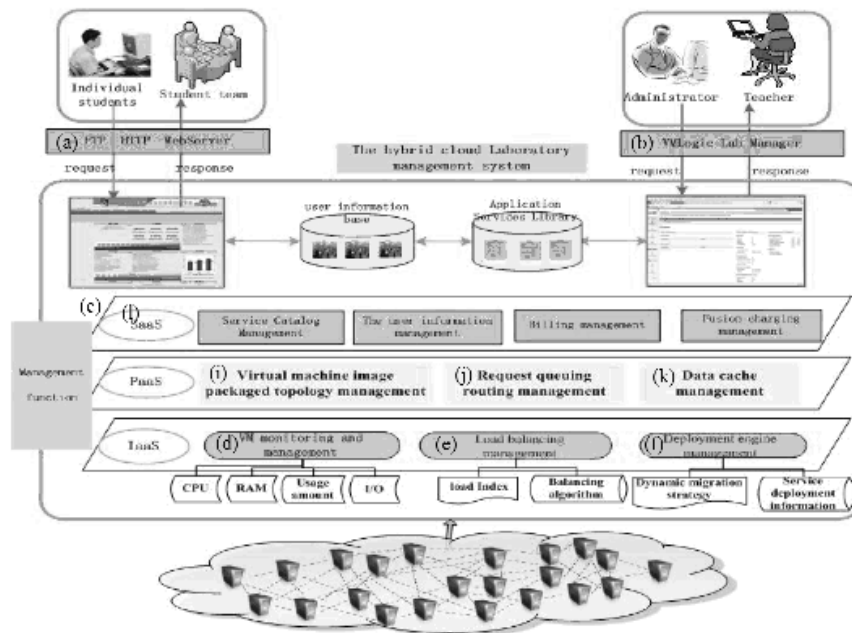 Individual
students
Student team
Administrator
Teacher
(a) FTP HTTP WebServer
(b) VMLogic Lab Manager
request
response
The hybrid cloud Laboratory
management system
request
response
user information
base
Application
Services Library
(c)
(l)
SaaS
Service Catalog
Management
The user information
management
Billing management
Fusion charging
management
Management
function
PaaS
(i) Virtual machine image
packaged topology management
(j) Request queuing
routing management
(k) Data cache
management
IaaS
(d) VM monitoring and
management
(e) Load balancing
management
Deployment engine
management
CPU
RAM
Usage
amount
I/O
load Index
Balancing
algorithm
Dynamic migration
strategy
Service
deployment
information